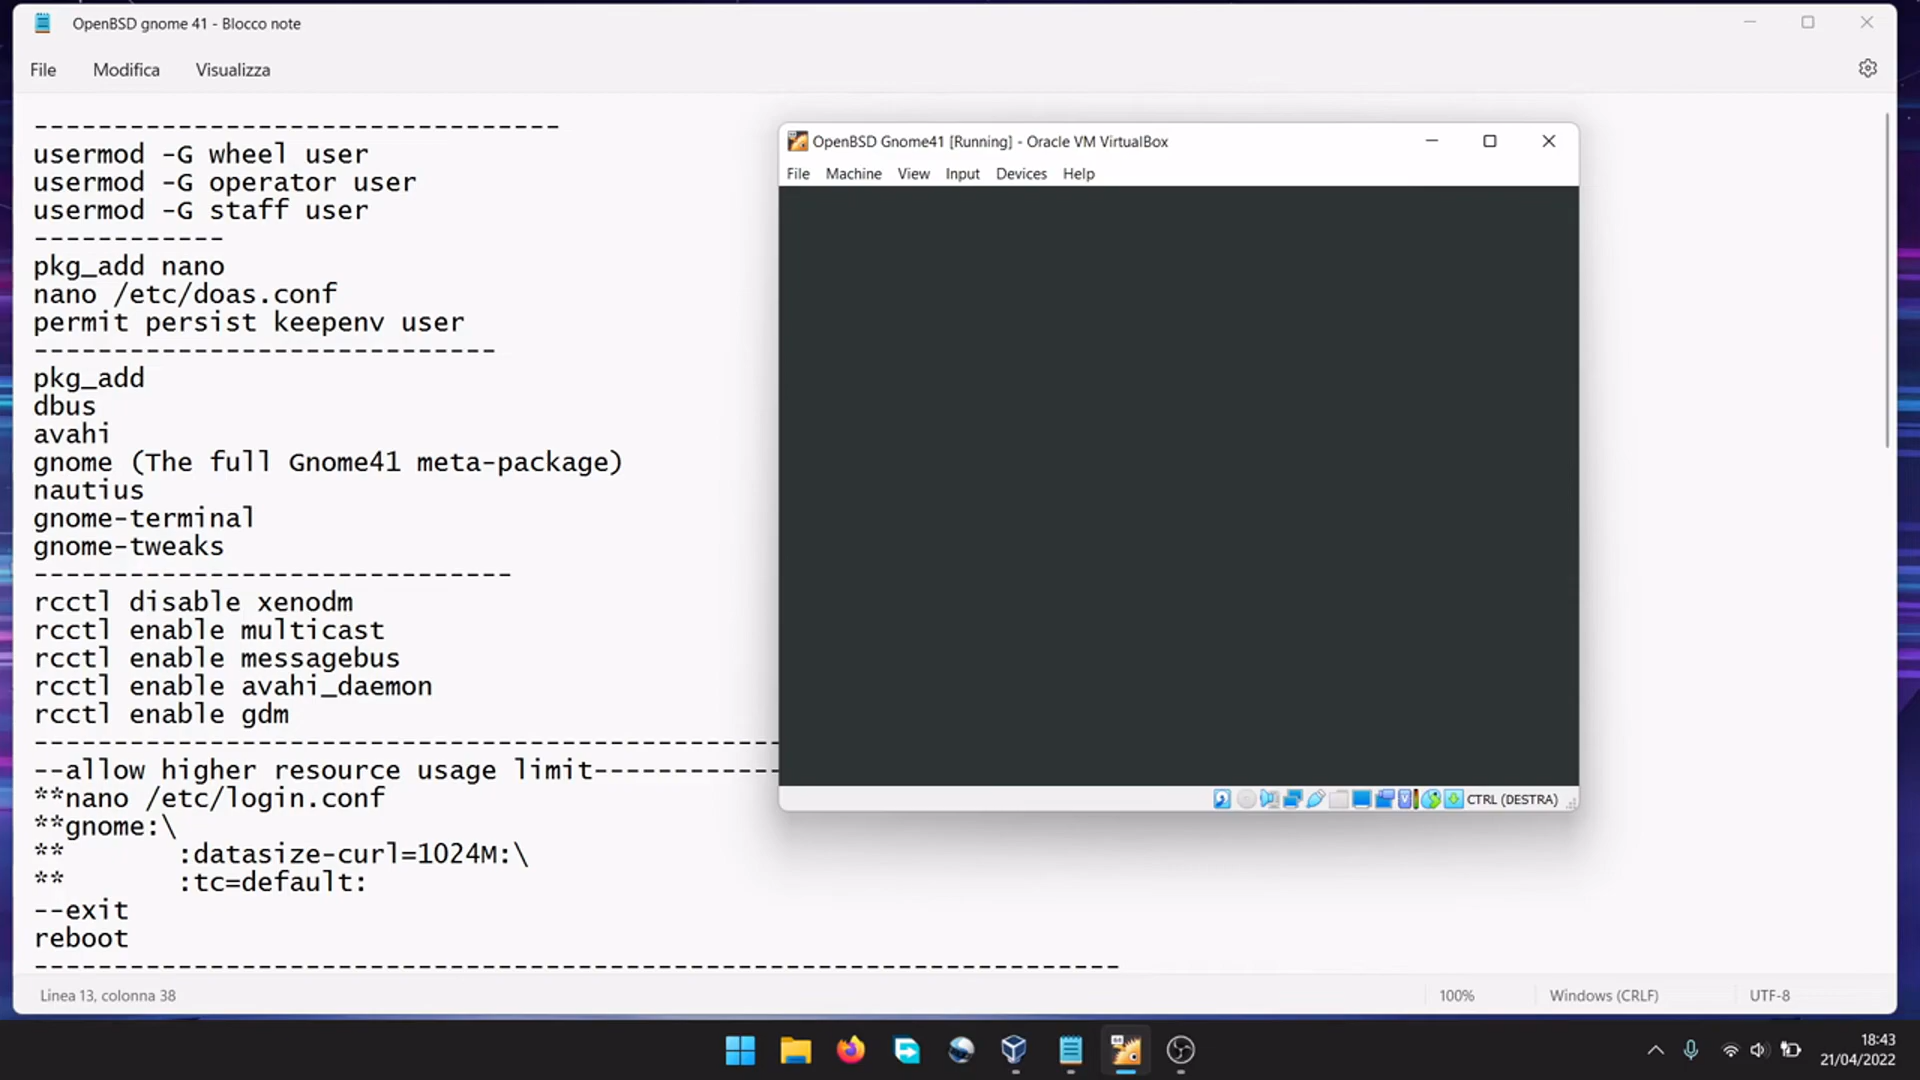 OpenBSD gnome 41 - Blocco note
File Modifica Visualizza
---------------------------------
usermod -G wheel user
usermod -G operator user
usermod -G staff user
------------
pkg_add nano
nano /etc/doas.conf
permit persist keepenv user
-----------------------------
pkg_add
dbus
avahi
gnome (The full Gnome41 meta-package)
nautius
gnome-terminal
gnome-tweaks
------------------------------
rcctl disable xenodm
rcctl enable multicast
rcctl enable messagebus
rcctl enable avahi_daemon
rcctl enable gdm
-----------------------------------------------
--allow higher resource usage limit------------
**nano /etc/login.conf
**gnome:\
** :datasize-curl=1024M:\
** :tc=default:
--exit
reboot
--------------------------------------------------------------------
Linea 13, colonna 38
100%
Windows (CRLF)
UTF-8
OpenBSD Gnome41 [Running] - Oracle VM VirtualBox
File Machine View Input Devices Help
CTRL (DESTRA)
18:43
21/04/2022